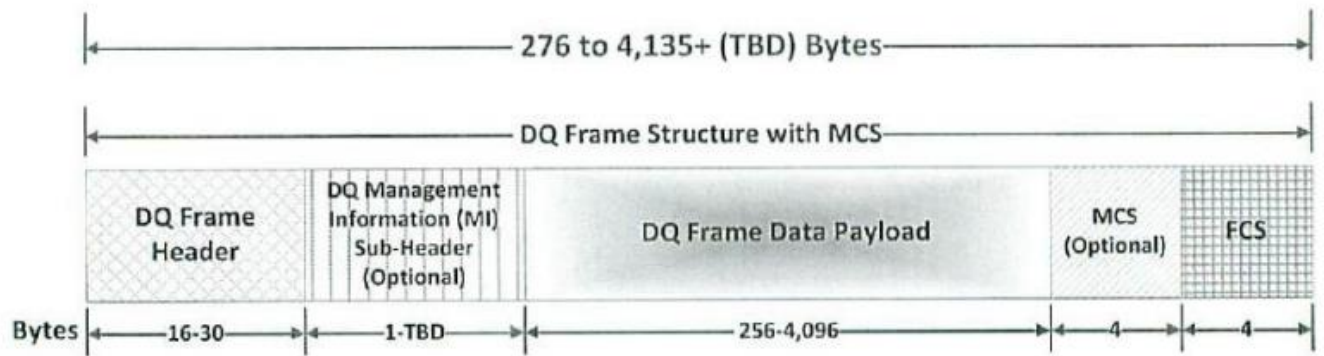 276 to 4,135+ (TBD) Bytes
DQ Frame Structure with MCS
DQ Frame
Header
DQ Management
Information (MI)
Sub-Header
(Optional)
DQ Frame Data Payload
MCS
(Optional)
FCS
Bytes 16-30 1-TBD 256-4,096 4 4